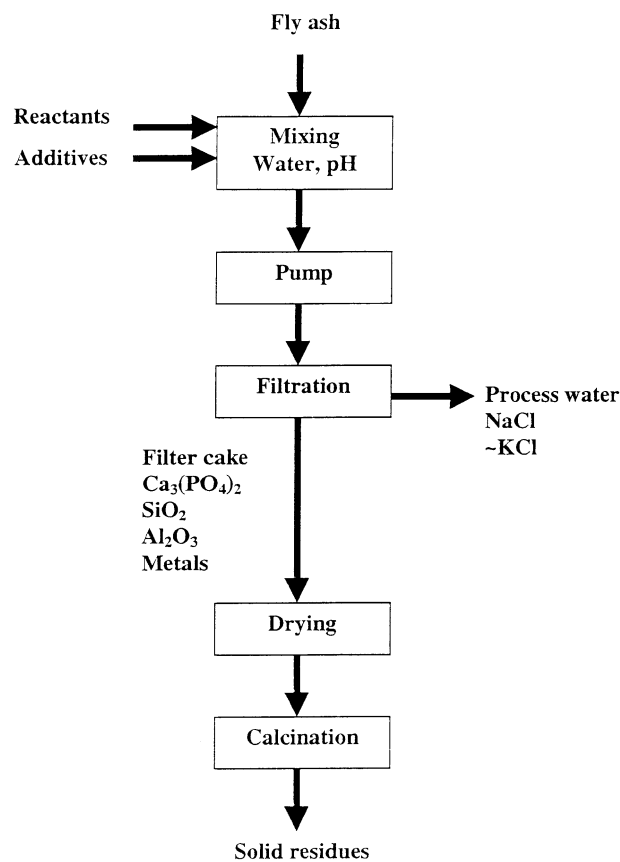 Fly ash
Reactants
Additives
Mixing
Water, pH
Pump
Filtration
Process water
NaCl
~KCl
Filter cake
Ca₃(PO₄)₂
SiO₂
Al₂O₃
Metals
Drying
Calcination
Solid residues